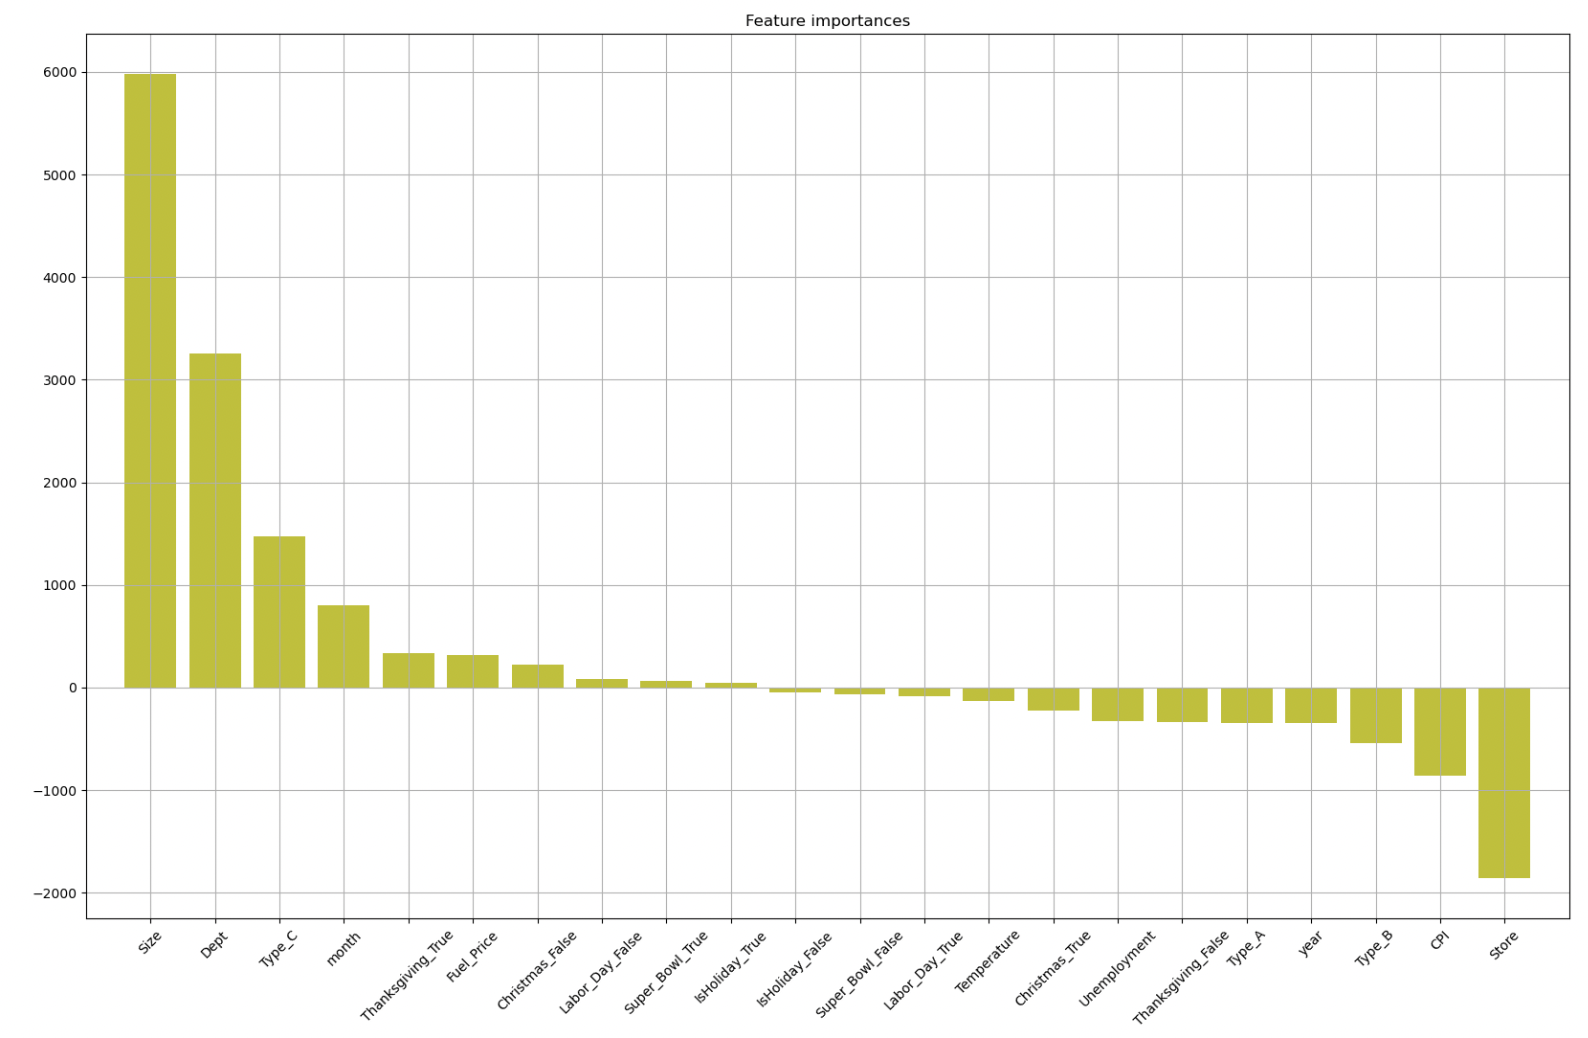 Feature importances
6000
5000
4000
3000
2000
1000
0
−1000
−2000
Size
Dept
Type_C
month
Thanksgiving_True
Fuel_Price
Christmas_False
Labor_Day_False
Super_Bowl_True
IsHoliday_True
IsHoliday_False
Super_Bowl_False
Labor_Day_True
Temperature
Christmas_True
Unemployment
Thanksgiving_False
Type_A
year
Type_B
CPI
Store